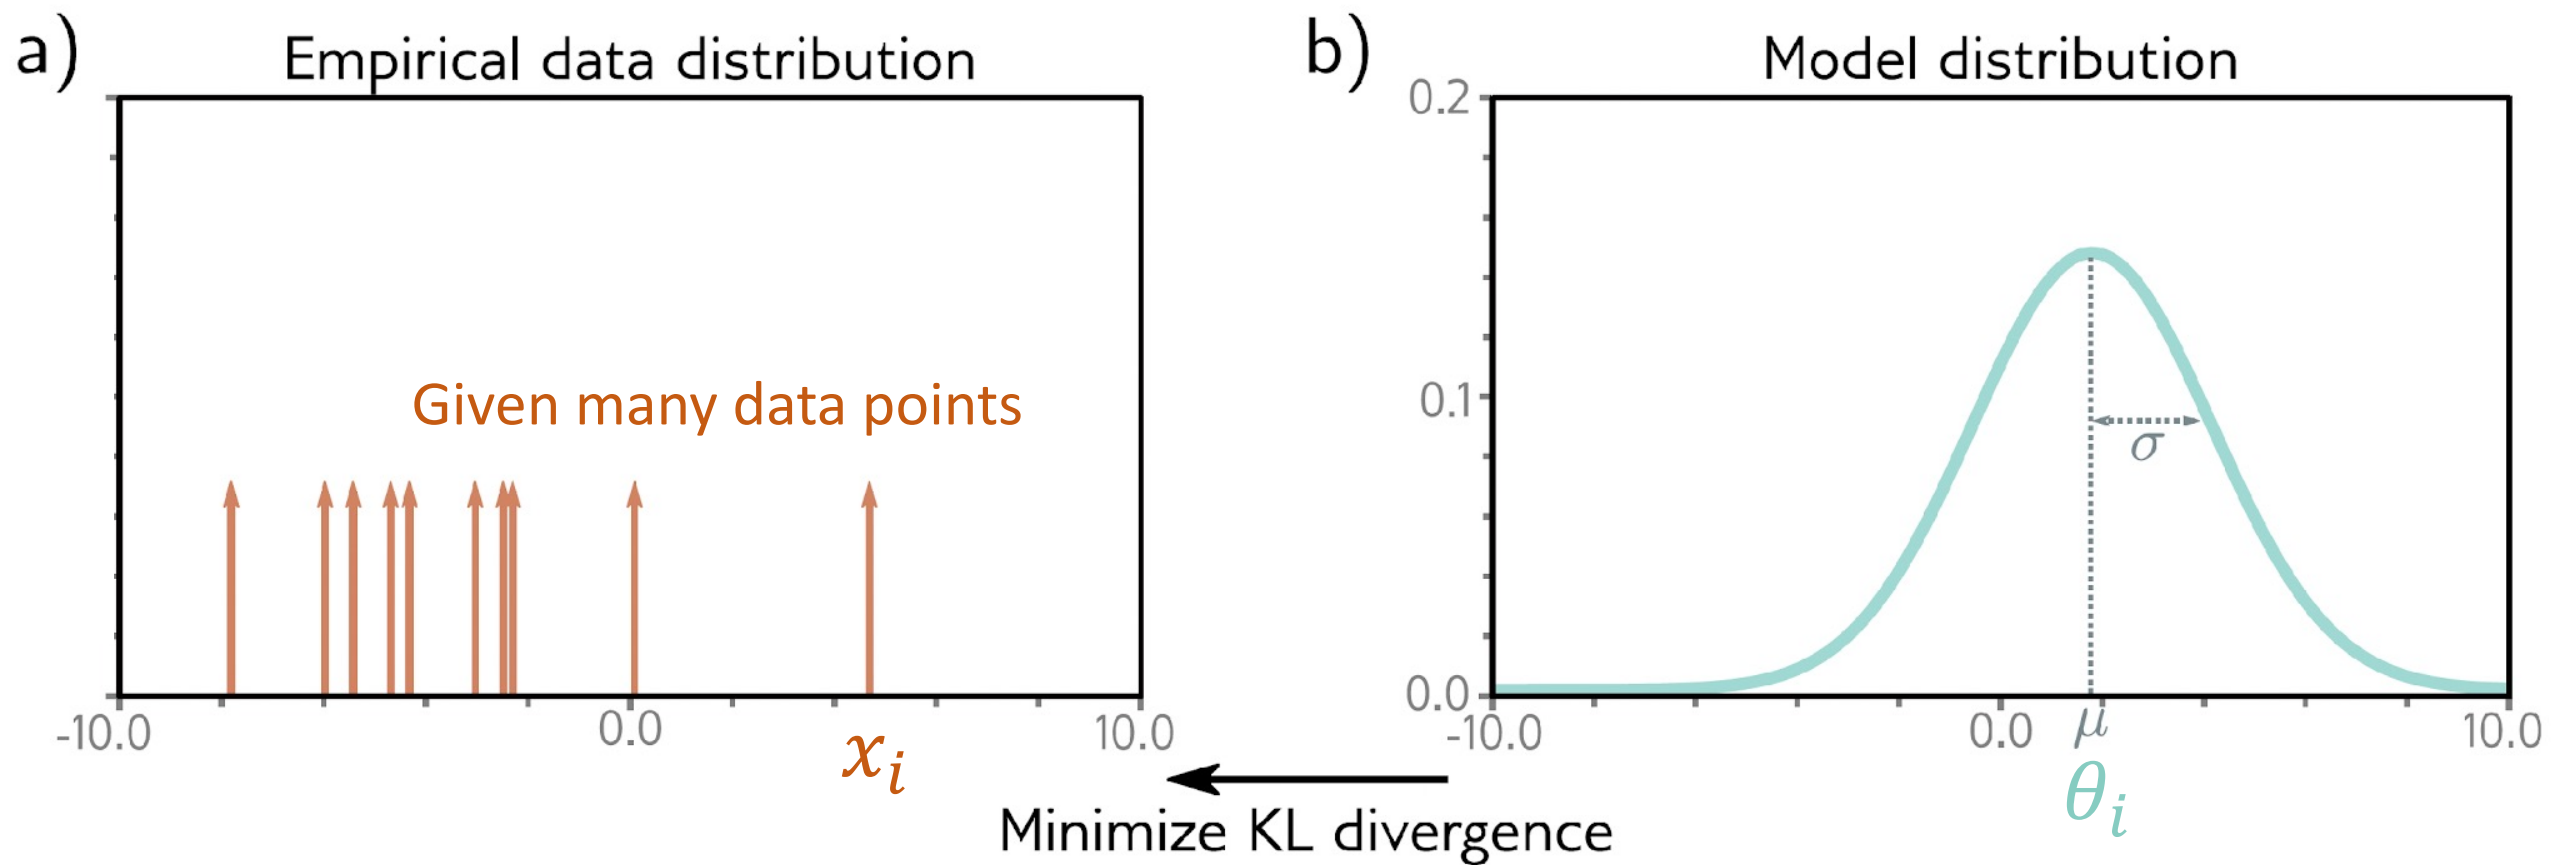 a)
Empirical data distribution
Given many data points
-10.0
0.0
10.0
x_i
b)
Model distribution
0.2
0.1
0.0
σ
-10.0
0.0
μ
10.0
θ_i
Minimize KL divergence